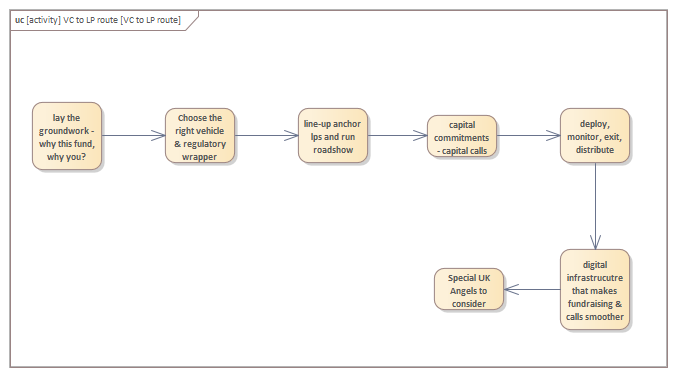 uc [activity] VC to LP route [VC to LP route]
lay the
groundwork -
why this fund,
why you?
Choose the
right vehicle
& regulatory
wrapper
line-up anchor
lps and run
roadshow
capital
commitments
- capital calls
deploy,
monitor, exit,
distribute
digital
infrastrucutre
that makes
fundraising &
calls smoother
Special UK
Angels to
consider